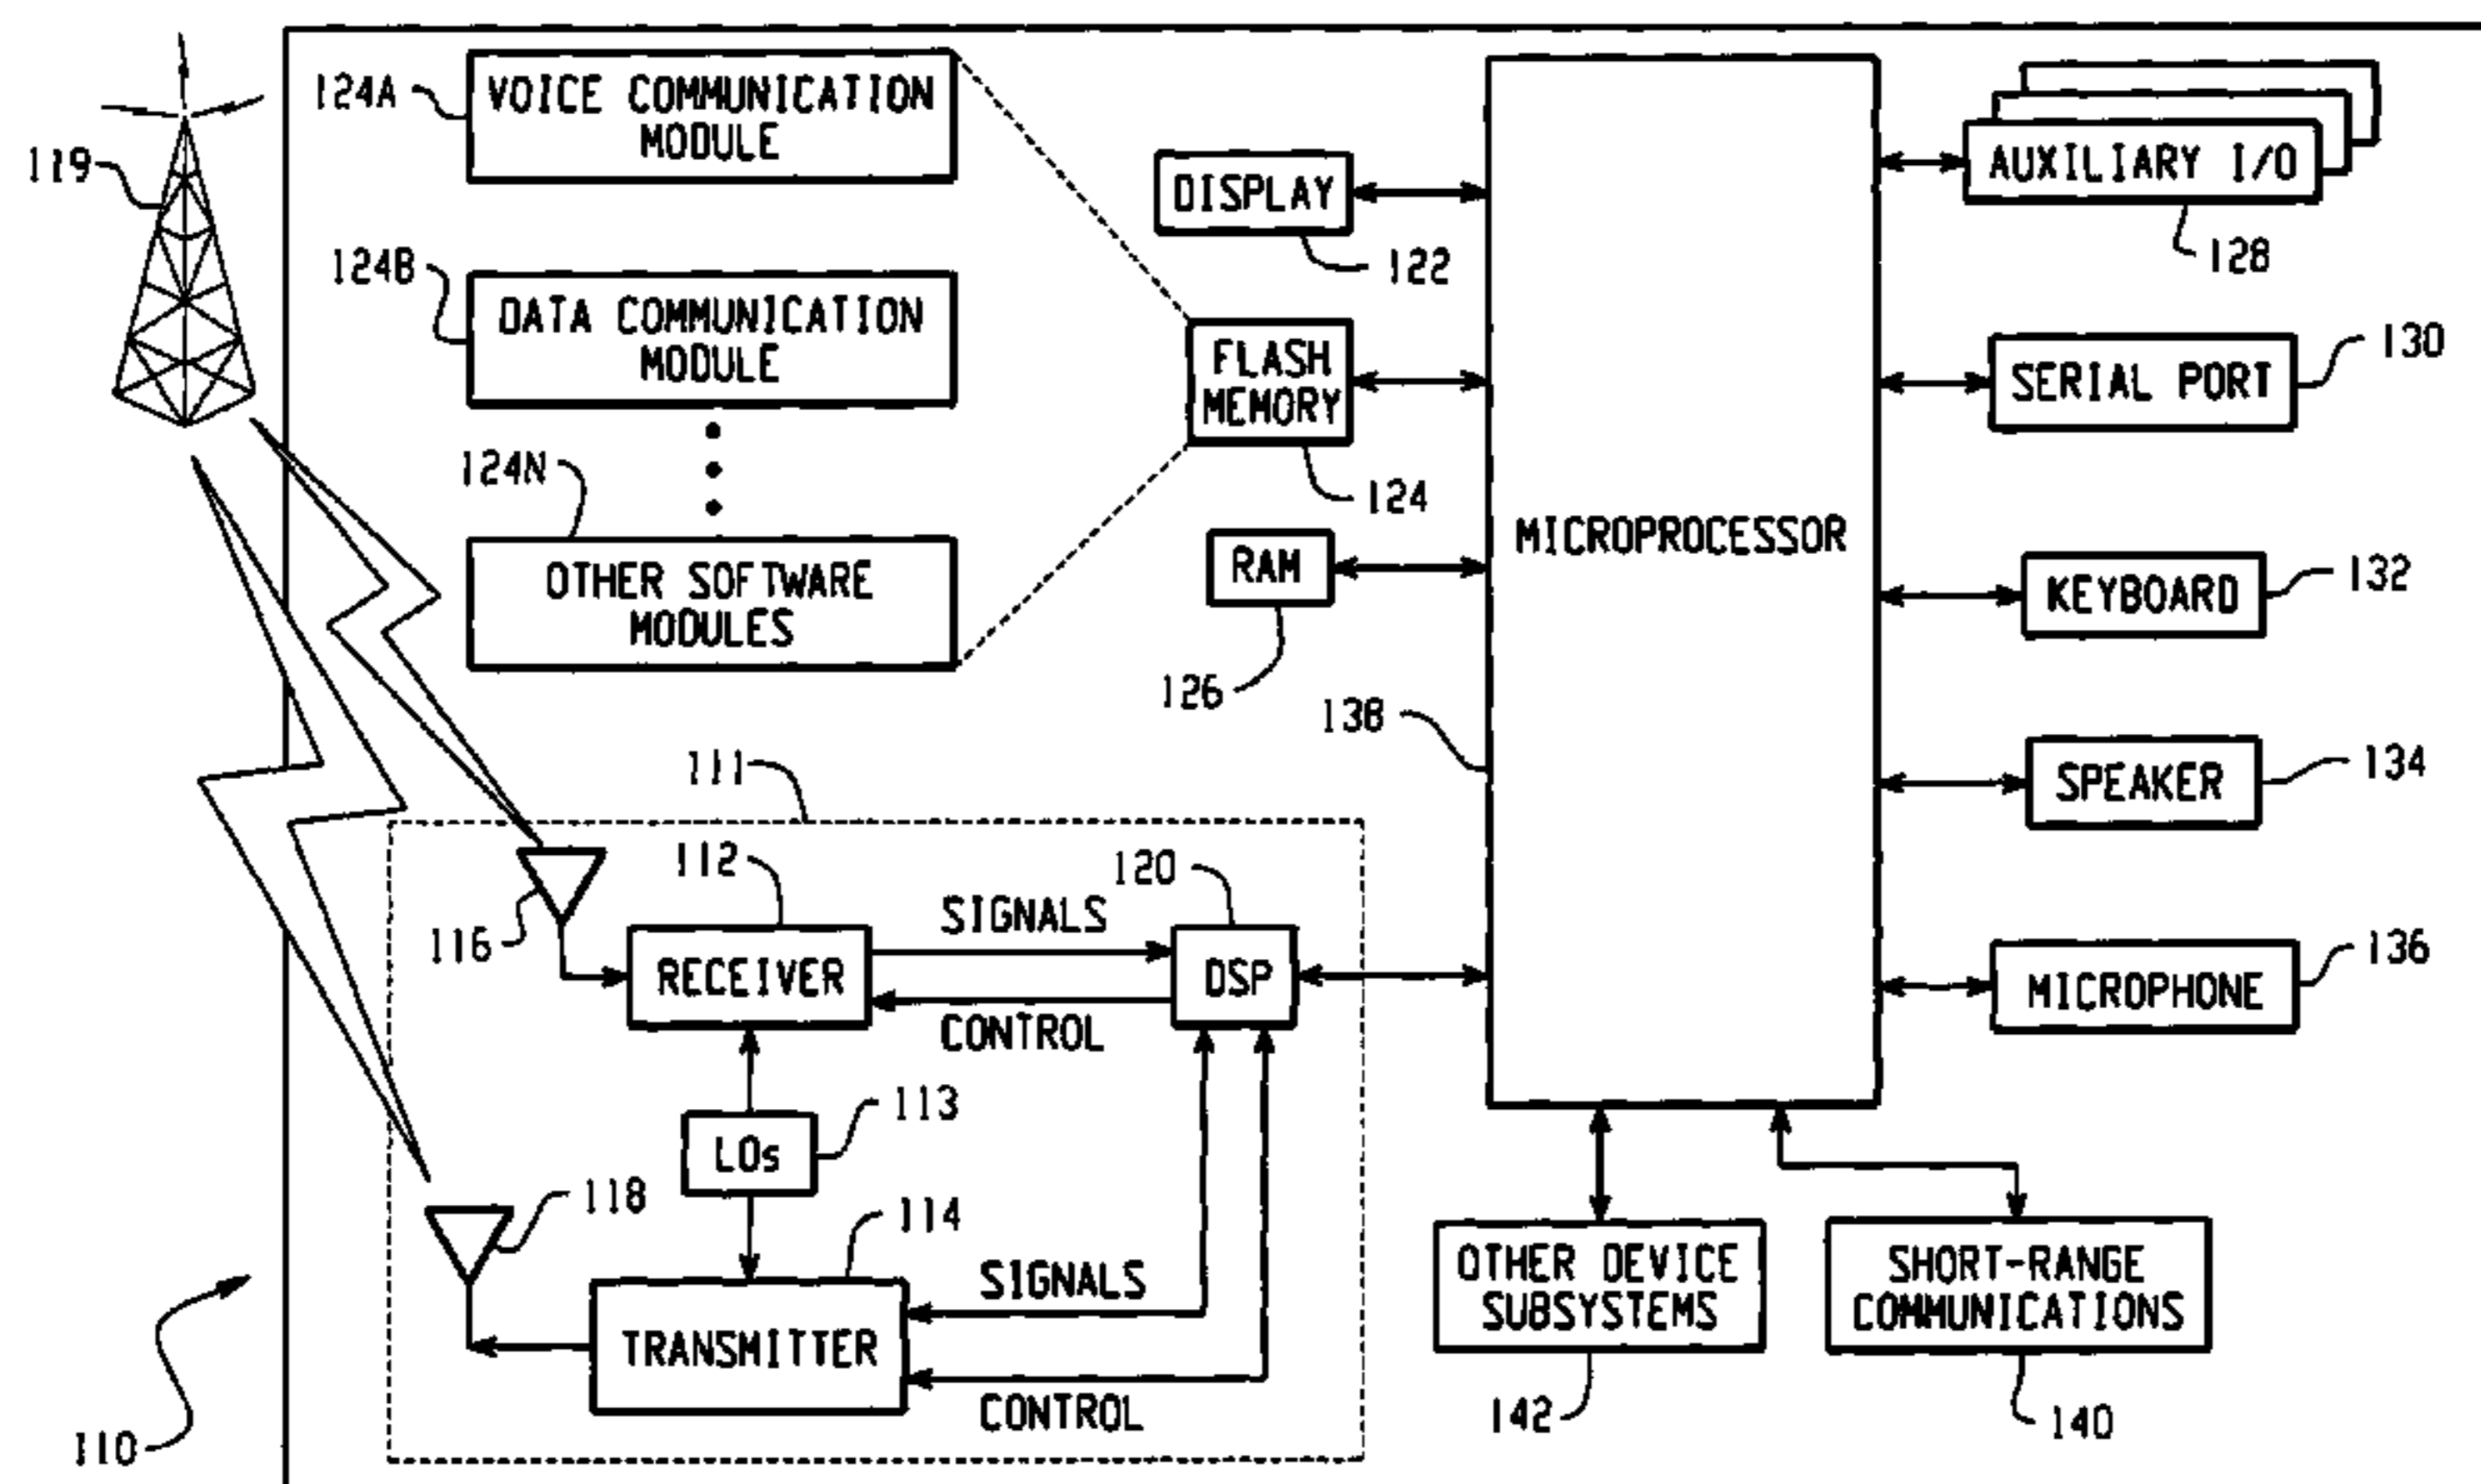 124A
VOICE COMMUNICATION
MODULE
119
124B
DATA COMMUNICATION
MODULE
124N
OTHER SOFTWARE
MODULES
DISPLAY
122
FLASH
MEMORY
124
RAM
126
MICROPROCESSOR
138
AUXILIARY I/O
128
SERIAL PORT
130
KEYBOARD
132
SPEAKER
134
MICROPHONE
136
111
112
120
116
RECEIVER
SIGNALS
DSP
CONTROL
LOs
113
118
114
TRANSMITTER
SIGNALS
CONTROL
110
OTHER DEVICE
SUBSYSTEMS
142
SHORT-RANGE
COMMUNICATIONS
140